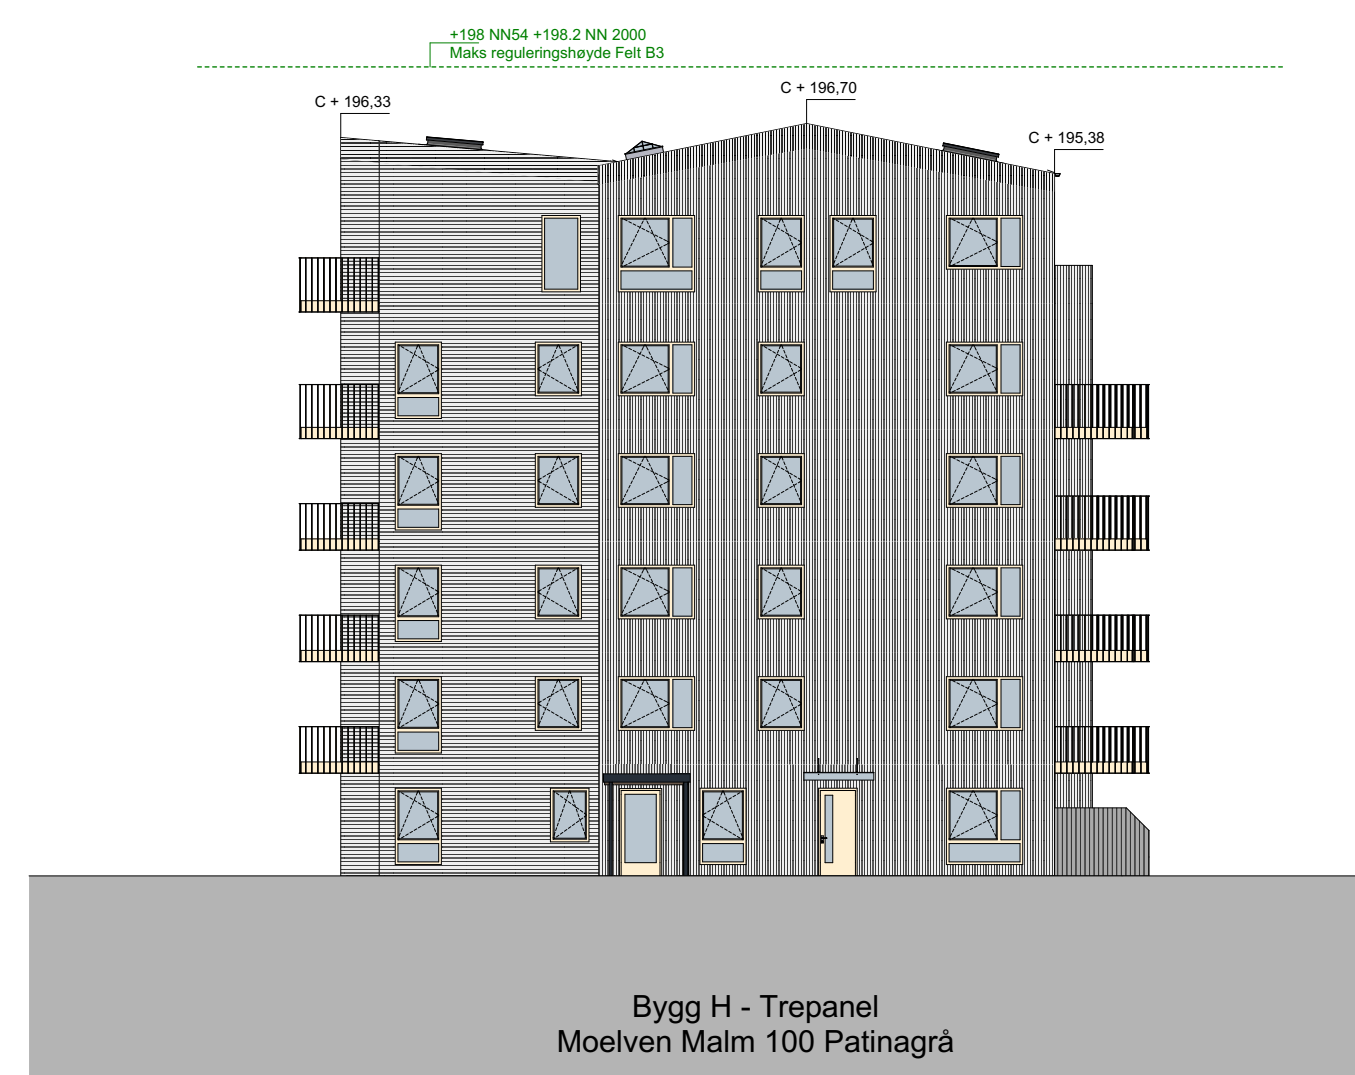 +198 NN54 +198.2 NN 2000
Maks reguleringshøyde Felt B3
C + 196,33
C + 196,70
C + 195,38
Bygg H - Trepanel
Moelven Malm 100 Patinagrå